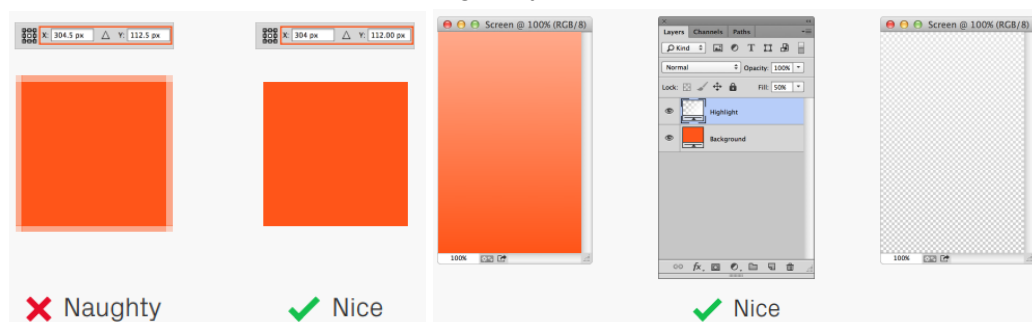 X: 304.5 px Y: 112.5 px
X: 304 px Y: 112.00 px
Naughty
Nice
Screen @ 100% (RGB/8)
100%
Layers Channels Paths
Kind
Normal Opacity: 100%
Lock: Fill: 50%
Highlight
Background
fx
Nice
Screen @ 100% (RGB/8)
100%